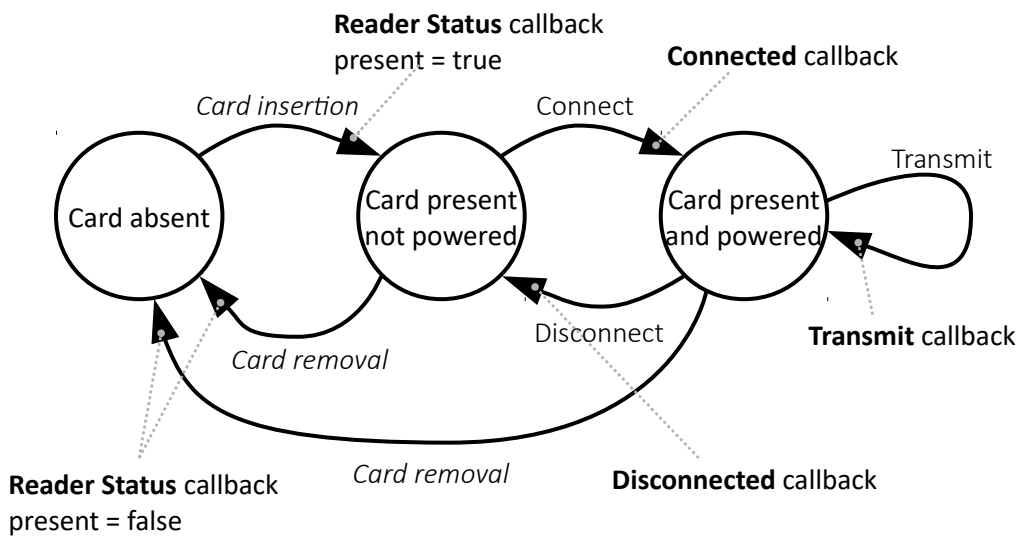 Reader Status callback
present = true
Connected callback
Card insertion
Connect
Transmit
Card absent
Card present
not powered
Card present
and powered
Disconnect
Transmit callback
Card removal
Card removal
Disconnected callback
Reader Status callback
present = false